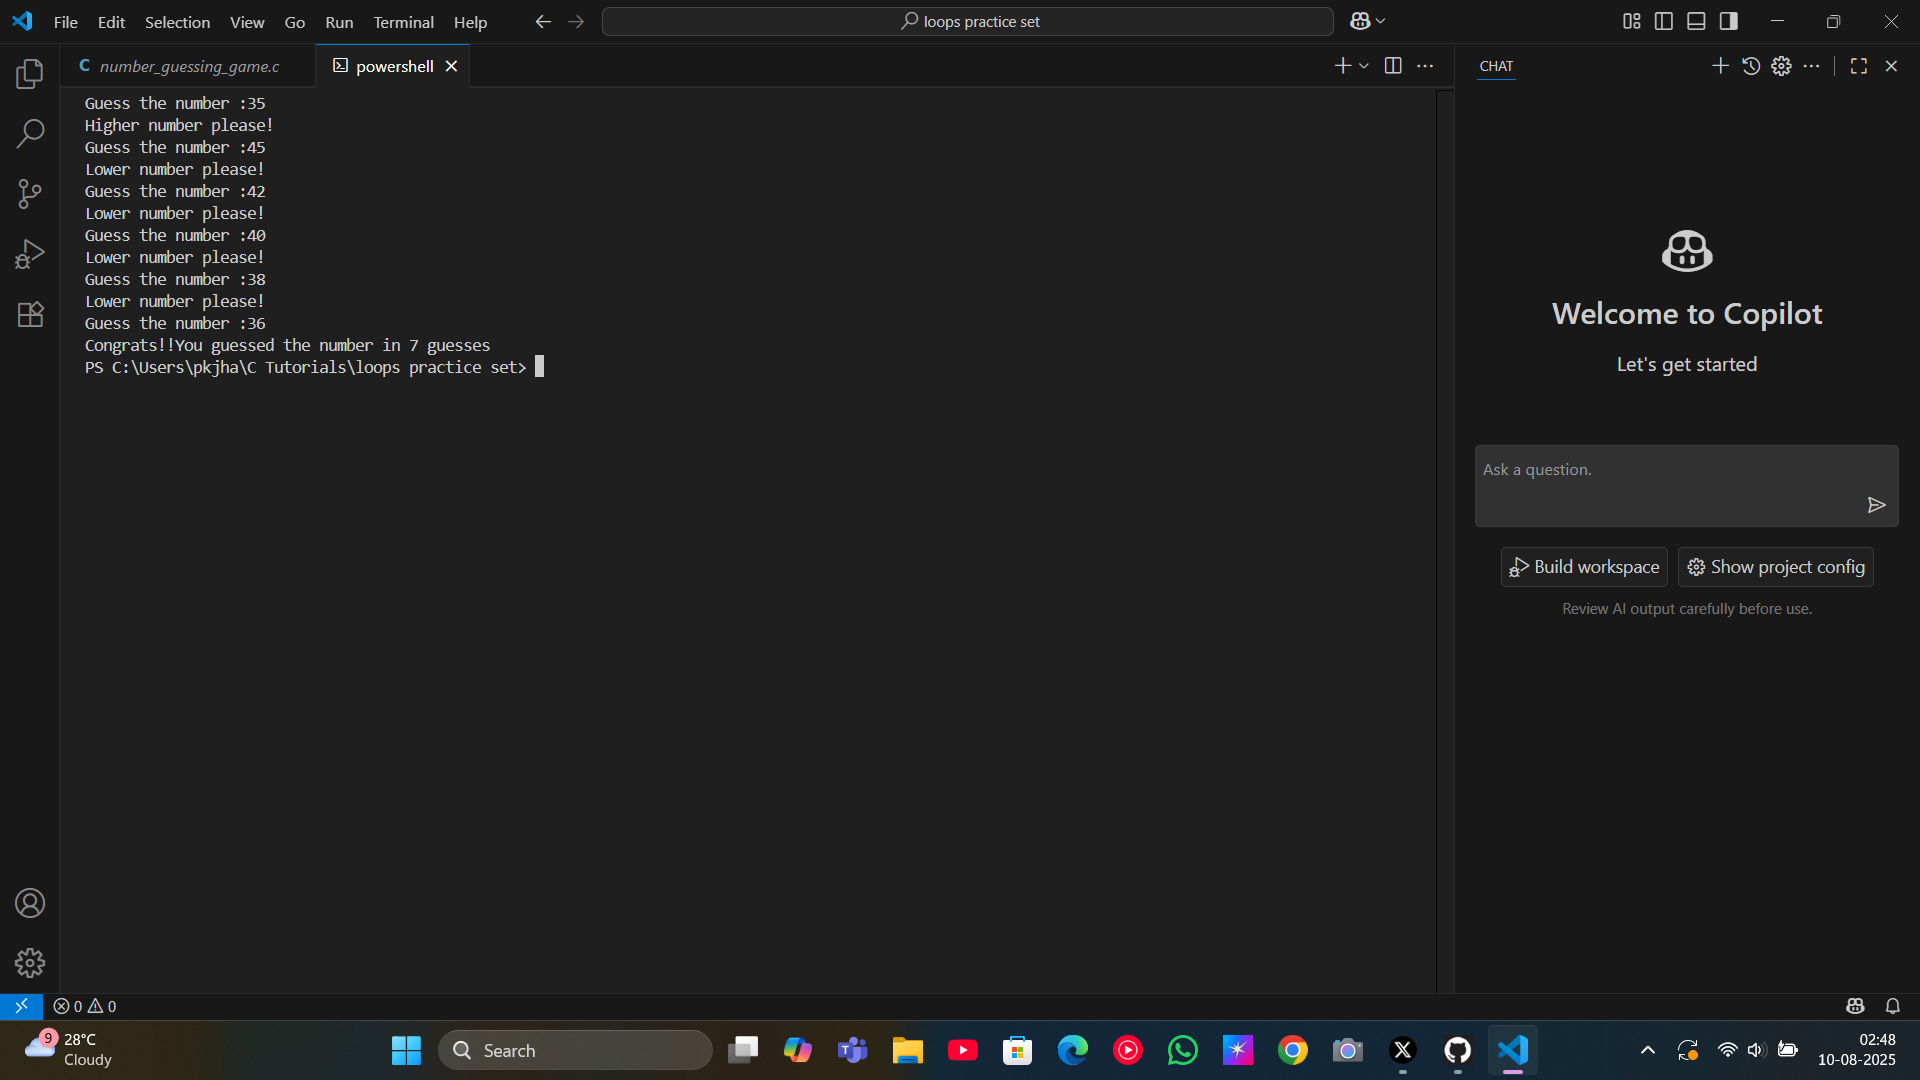 File Edit Selection View Go Run Terminal Help
loops practice set
number_guessing_game.c
powershell
Guess the number :35
Higher number please!
Guess the number :45
Lower number please!
Guess the number :42
Lower number please!
Guess the number :40
Lower number please!
Guess the number :38
Lower number please!
Guess the number :36
Congrats!!You guessed the number in 7 guesses
PS C:\Users\pkjha\C Tutorials\loops practice set>
CHAT
Welcome to Copilot
Let's get started
Ask a question.
Build workspace
Show project config
Review AI output carefully before use.
0 0
9
28°C
Cloudy
Search
02:48
10-08-2025